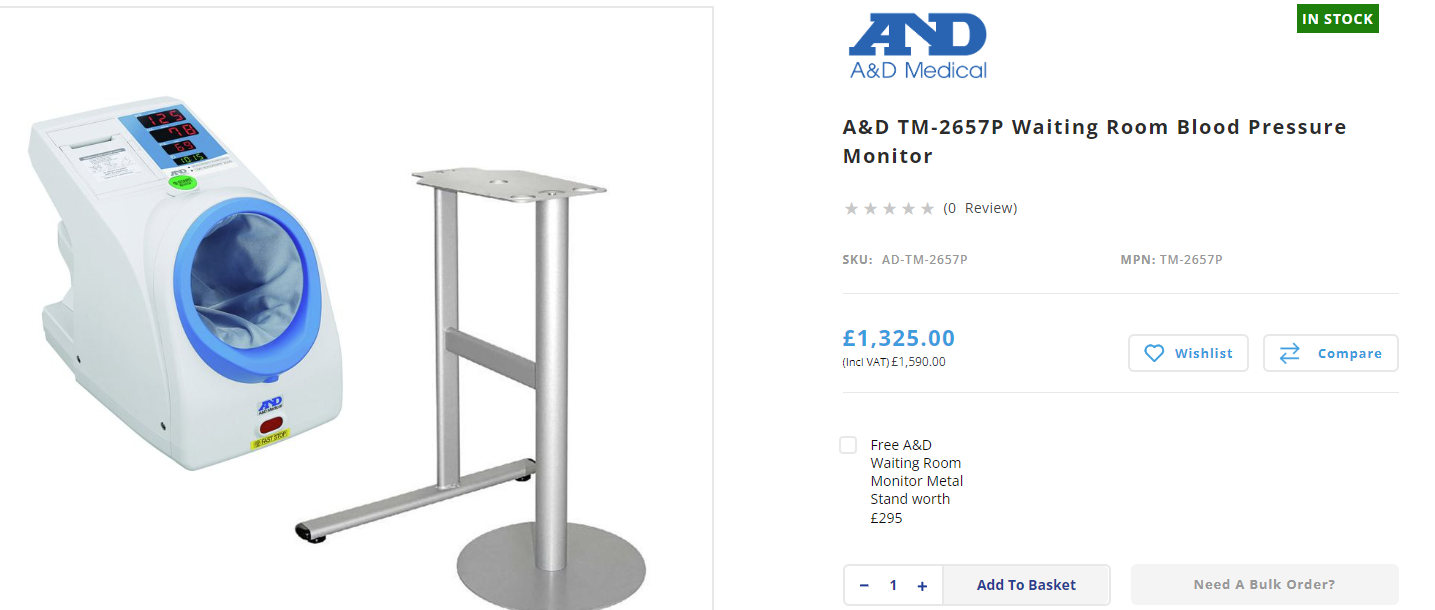 125
78
69
10:15
AND
FAST STOP
AND
A&D Medical
IN STOCK
A&D TM-2657P Waiting Room Blood Pressure
Monitor
(0 Review)
SKU: AD-TM-2657P
MPN: TM-2657P
£1,325.00
(Incl VAT) £1,590.00
Wishlist
Compare
Free A&D
Waiting Room
Monitor Metal
Stand worth
£295
− 1 +
Add To Basket
Need A Bulk Order?